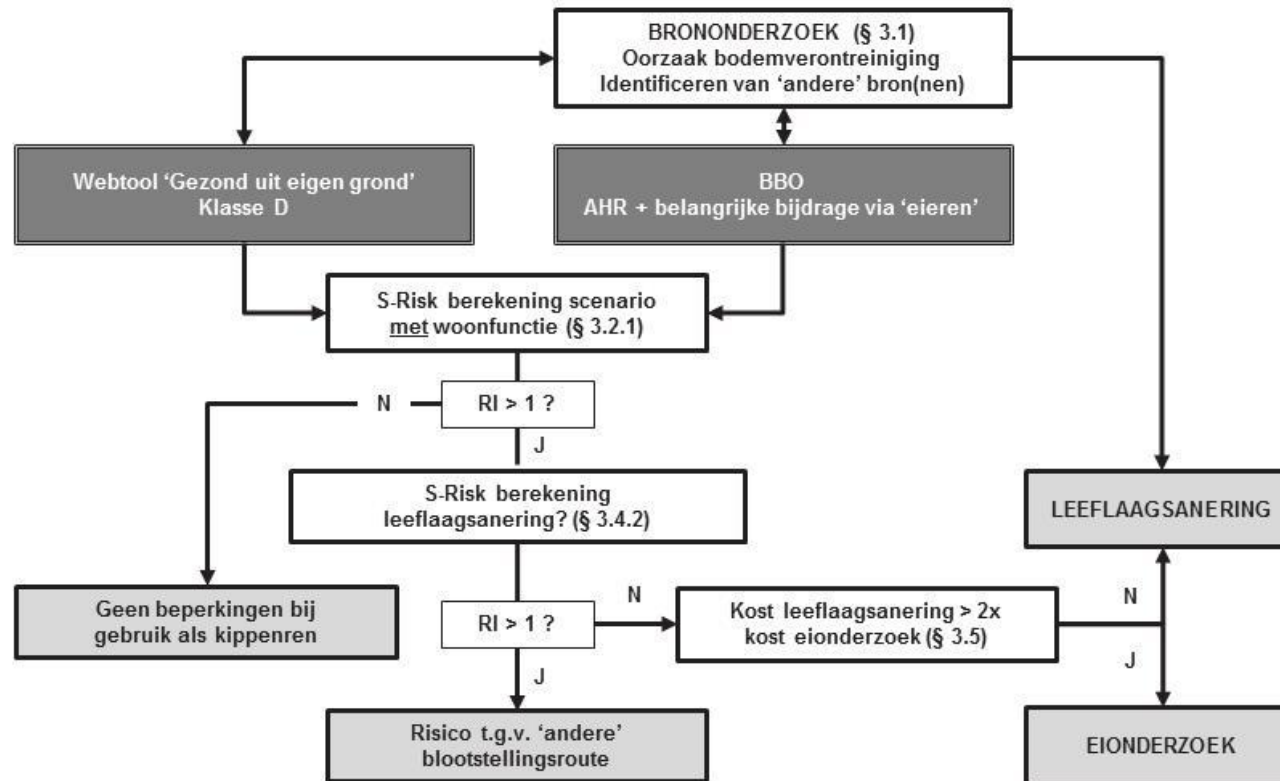 BRONONDERZOEK (§ 3.1)
Oorzaak bodemverontreiniging
Identificeren van ‘andere’ bron(nen)
Webtool ‘Gezond uit eigen grond’
Klasse D
BBO
AHR + belangrijke bijdrage via ‘eieren’
S-Risk berekening scenario
met woonfunctie (§ 3.2.1)
N
RI > 1 ?
J
S-Risk berekening
leeflaagsanering? (§ 3.4.2)
LEEFLAAGSANERING
Geen beperkingen bij
gebruik als kippenren
RI > 1 ?
N
Kost leeflaagsanering > 2x
kost eionderzoek (§ 3.5)
N
J
J
Risico t.g.v. ‘andere’
blootstellingsroute
EIONDERZOEK